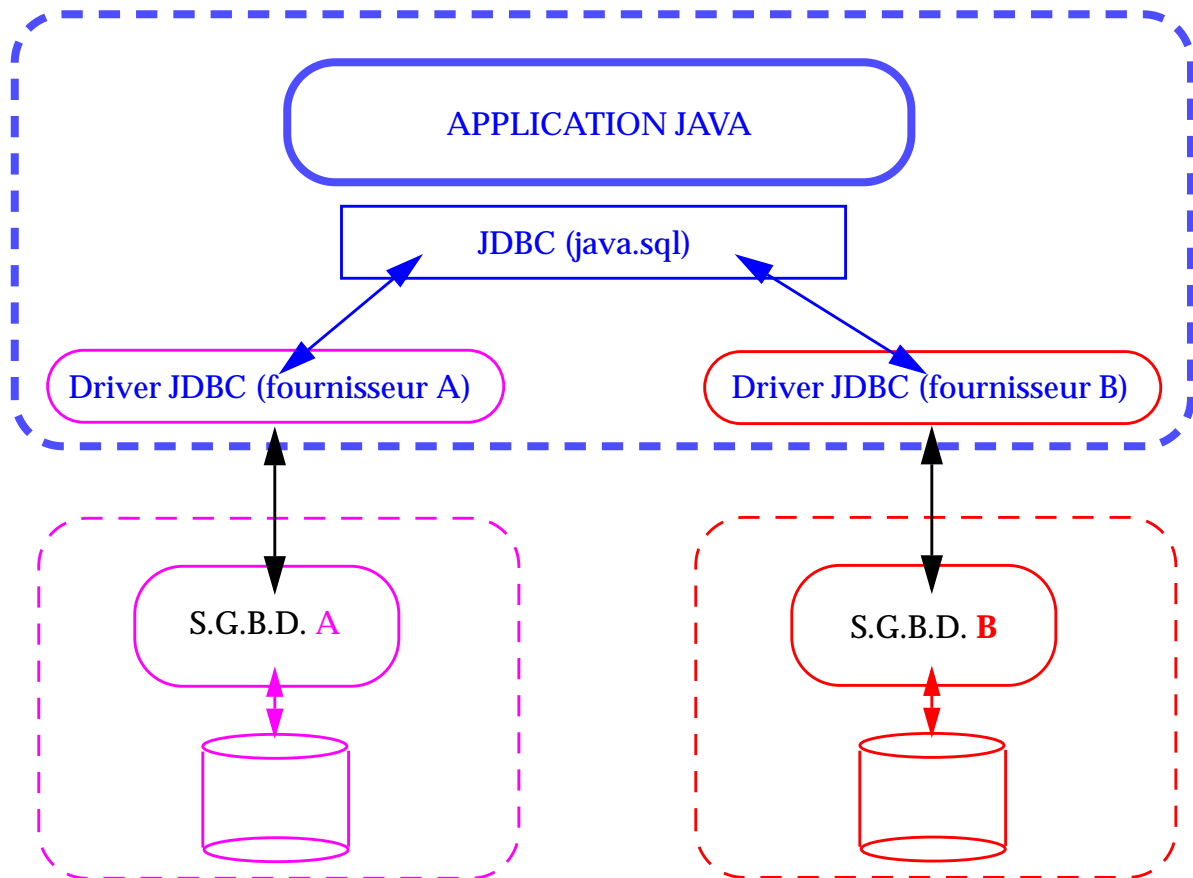 APPLICATION JAVA
JDBC (java.sql)
Driver JDBC (fournisseur A)
Driver JDBC (fournisseur B)
S.G.B.D. A
S.G.B.D. B